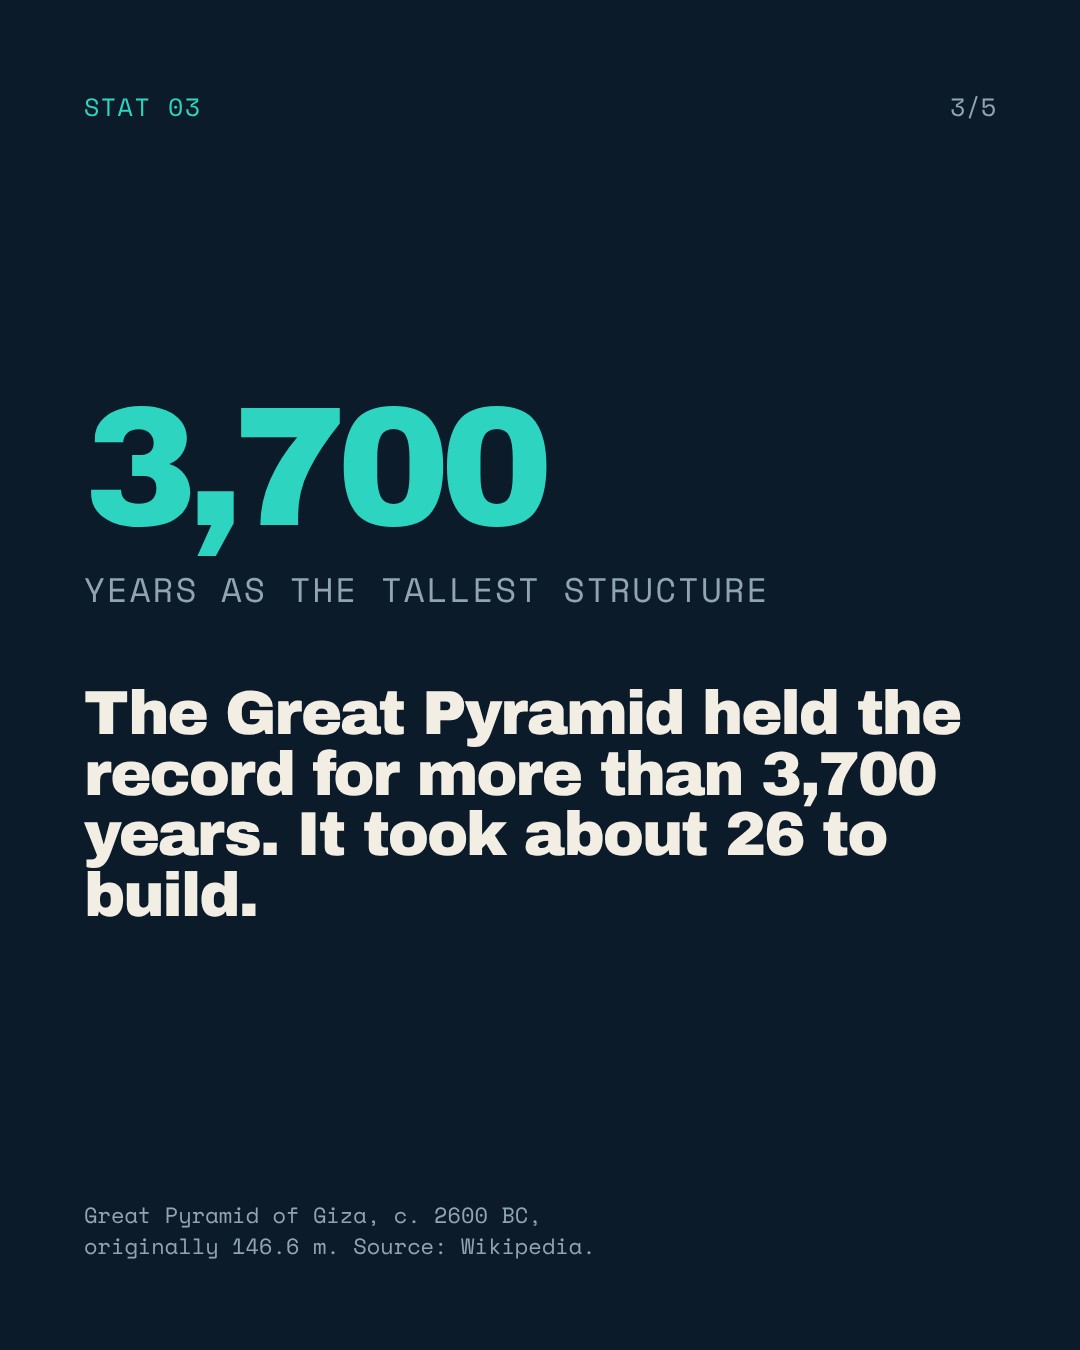 STAT 03
3/5
3,700
YEARS AS THE TALLEST STRUCTURE
The Great Pyramid held the
record for more than 3,700
years. It took about 26 to
build.
Great Pyramid of Giza, c. 2600 BC,
originally 146.6 m. Source: Wikipedia.